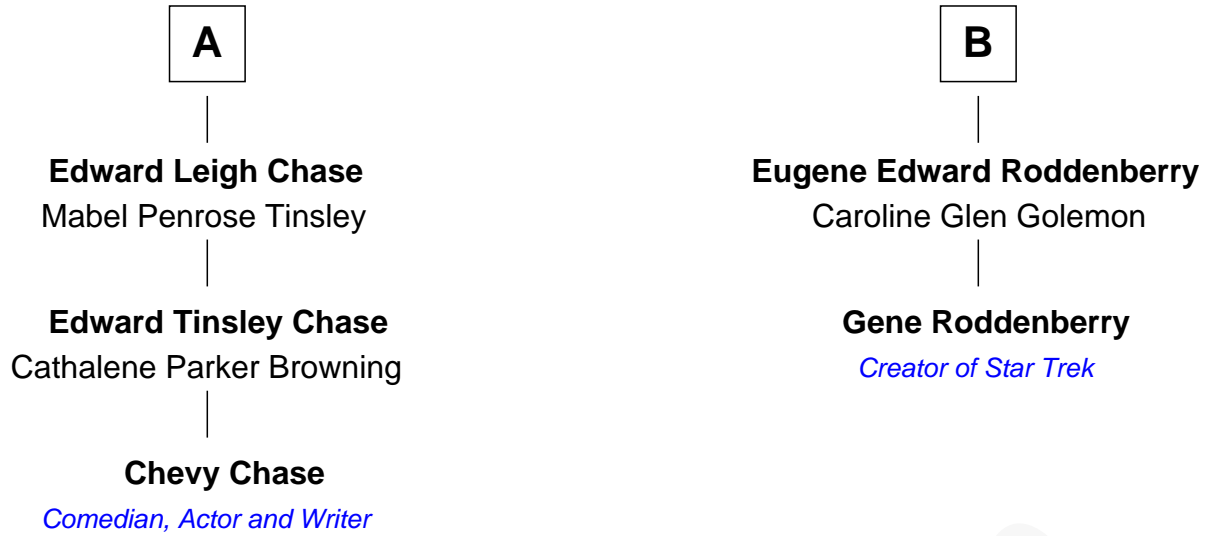 A
Edward Leigh Chase
Mabel Penrose Tinsley
Edward Tinsley Chase
Cathalene Parker Browning
Chevy Chase
Comedian, Actor and Writer
B
Eugene Edward Roddenberry
Caroline Glen Golemon
Gene Roddenberry
Creator of Star Trek